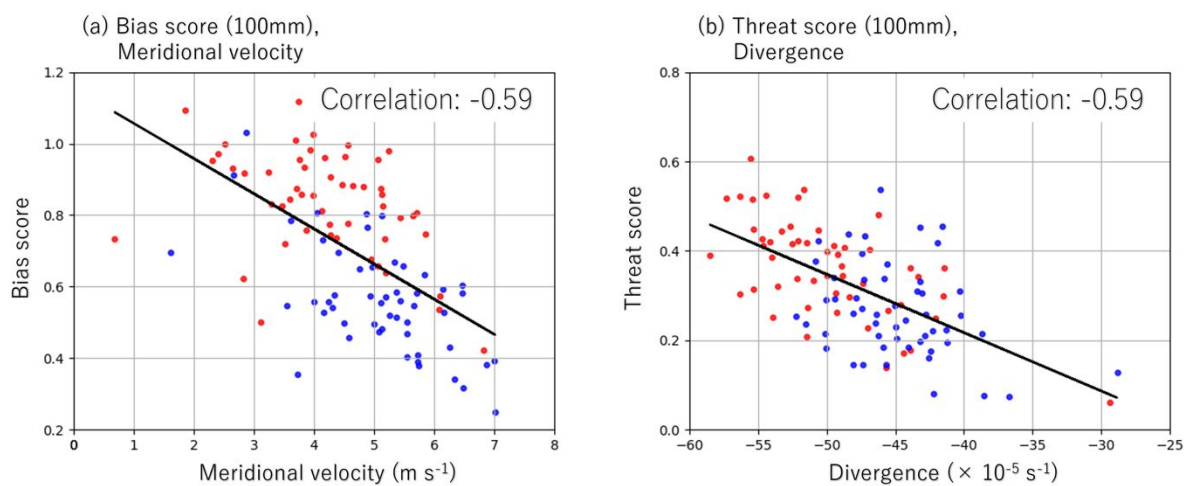 (a) Bias score (100mm),
Meridional velocity
Correlation: -0.59
1.2
1.0
0.8
0.6
0.4
0.2
Bias score
0 1 2 3 4 5 6 7 8
Meridional velocity (m s⁻¹)
(b) Threat score (100mm),
Divergence
Correlation: -0.59
0.8
0.6
0.4
0.2
0.0
Threat score
−60 −55 −50 −45 −40 −35 −30 −25
Divergence (× 10⁻⁵ s⁻¹)